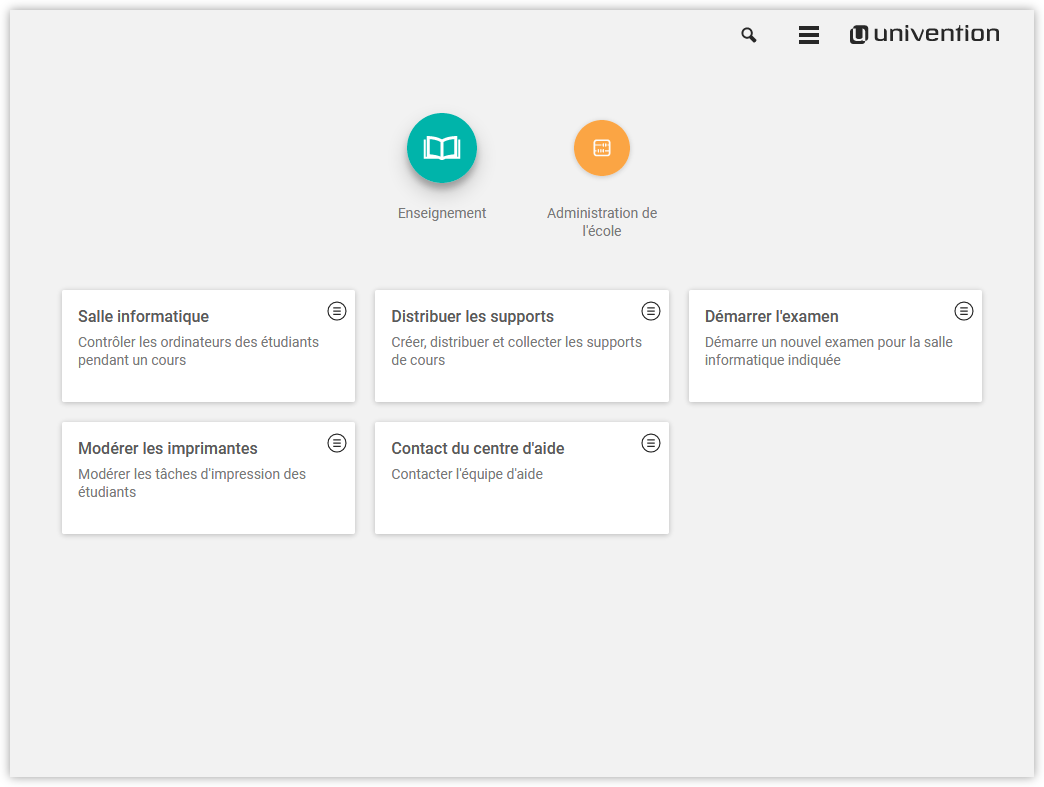 univention
Enseignement
Administration de
l'école
Salle informatique
Contrôler les ordinateurs des étudiants
pendant un cours
Distribuer les supports
Créer, distribuer et collecter les supports
de cours
Démarrer l'examen
Démarre un nouvel examen pour la salle
informatique indiquée
Modérer les imprimantes
Modérer les tâches d'impression des
étudiants
Contact du centre d'aide
Contacter l'équipe d'aide